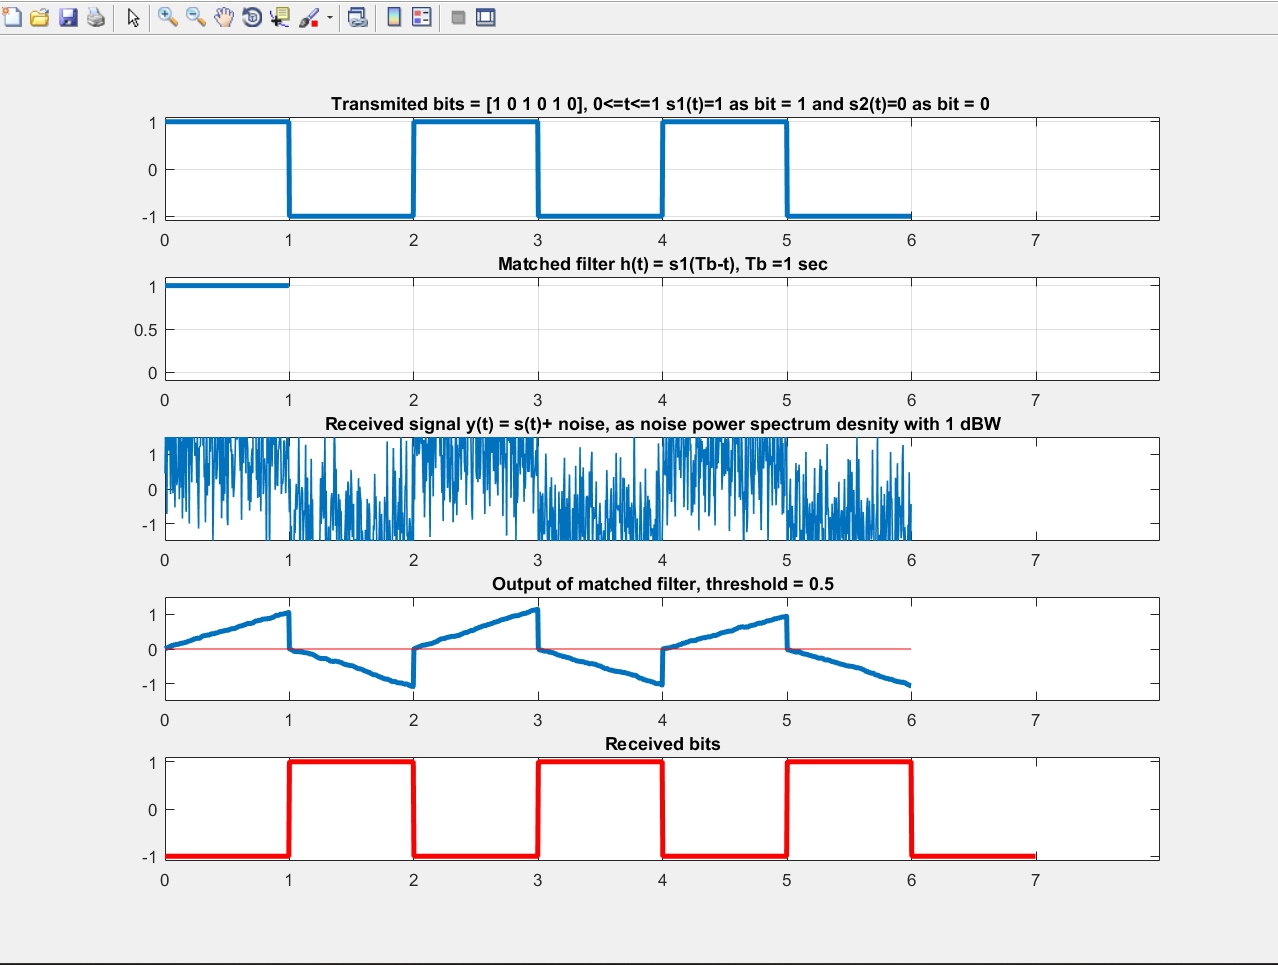 Transmited bits = [1 0 1 0 1 0], 0<=t<=1 s1(t)=1 as bit = 1 and s2(t)=0 as bit = 0
1
0
-1
0 1 2 3 4 5 6 7
Matched filter h(t) = s1(Tb-t), Tb =1 sec
1
0.5
0
0 1 2 3 4 5 6 7
Received signal y(t) = s(t)+ noise, as noise power spectrum desnity with 1 dBW
1
0
-1
0 1 2 3 4 5 6 7
Output of matched filter, threshold = 0.5
1
0
-1
0 1 2 3 4 5 6 7
Received bits
1
0
-1
0 1 2 3 4 5 6 7